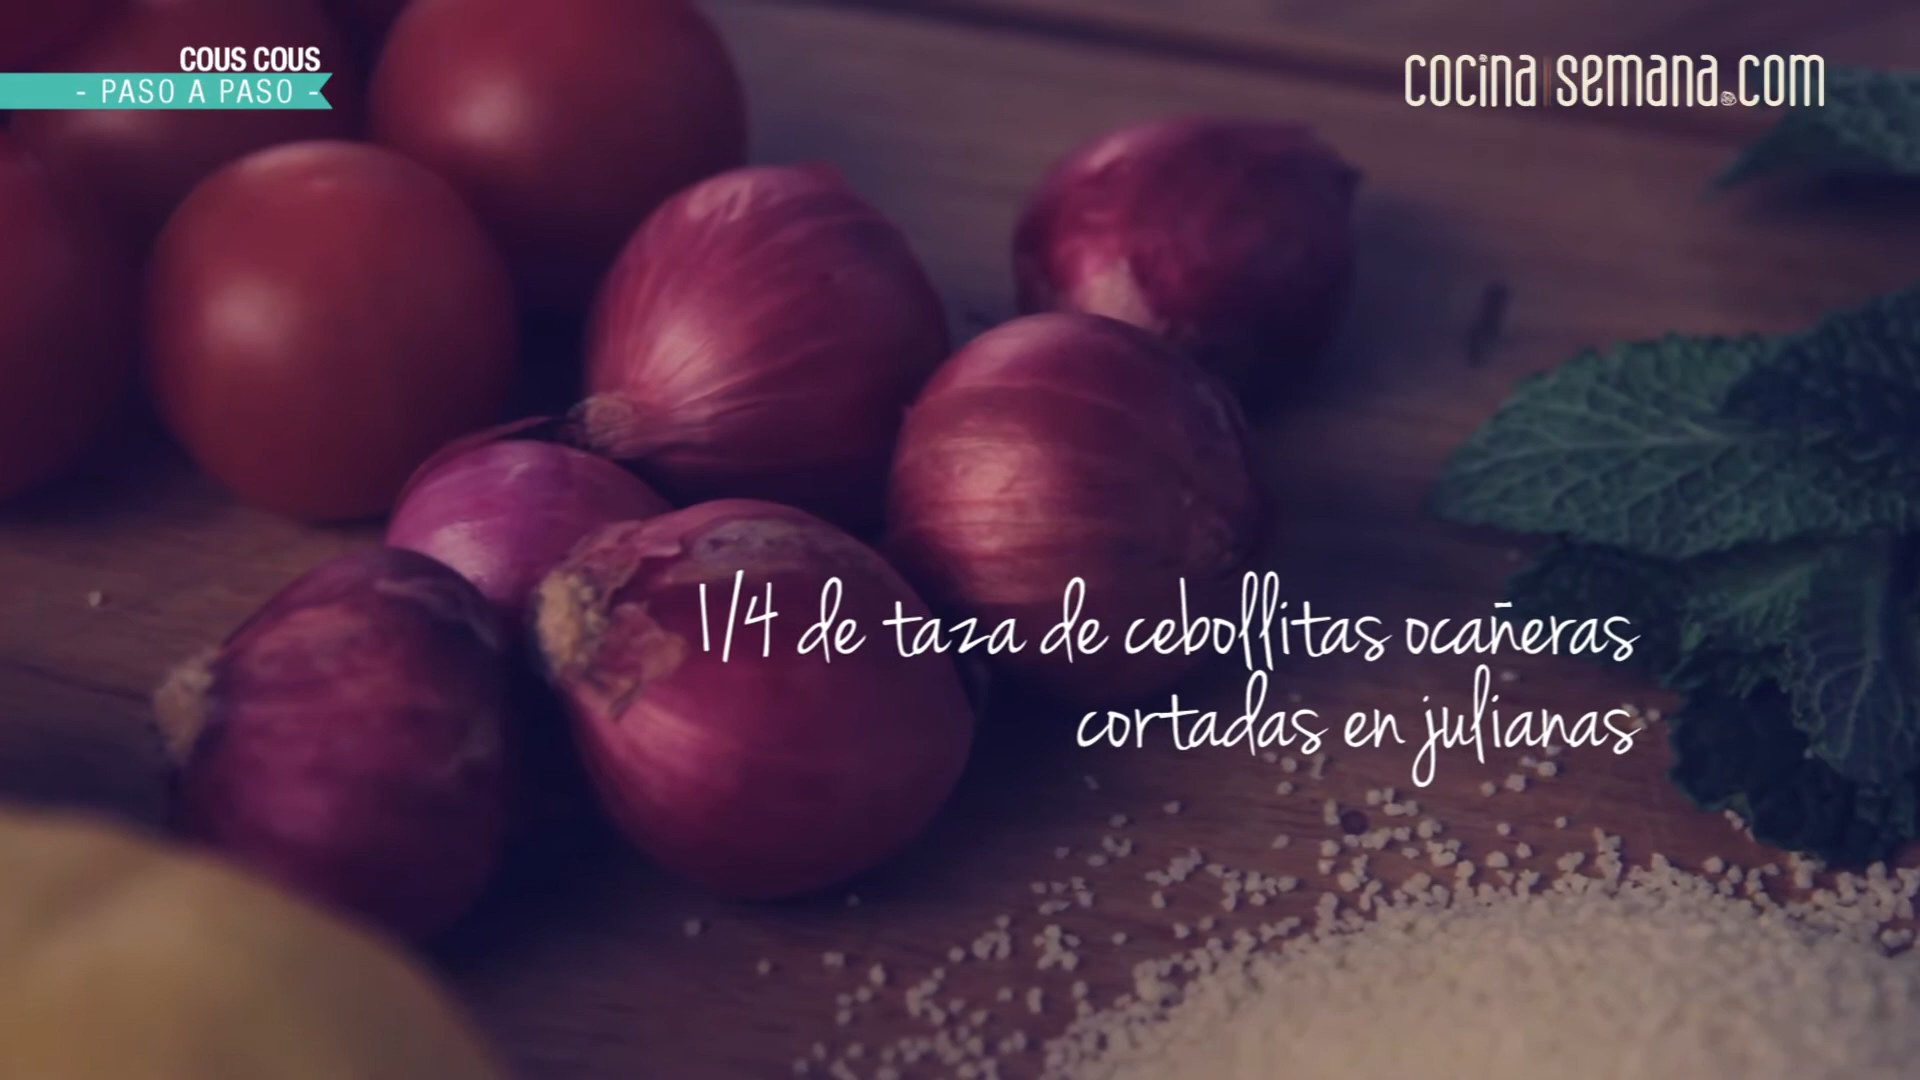 COUS COUS
- PASO A PASO -
cocina semana.com
1/4 de taza de cebollitas ocañeras
cortadas en julianas